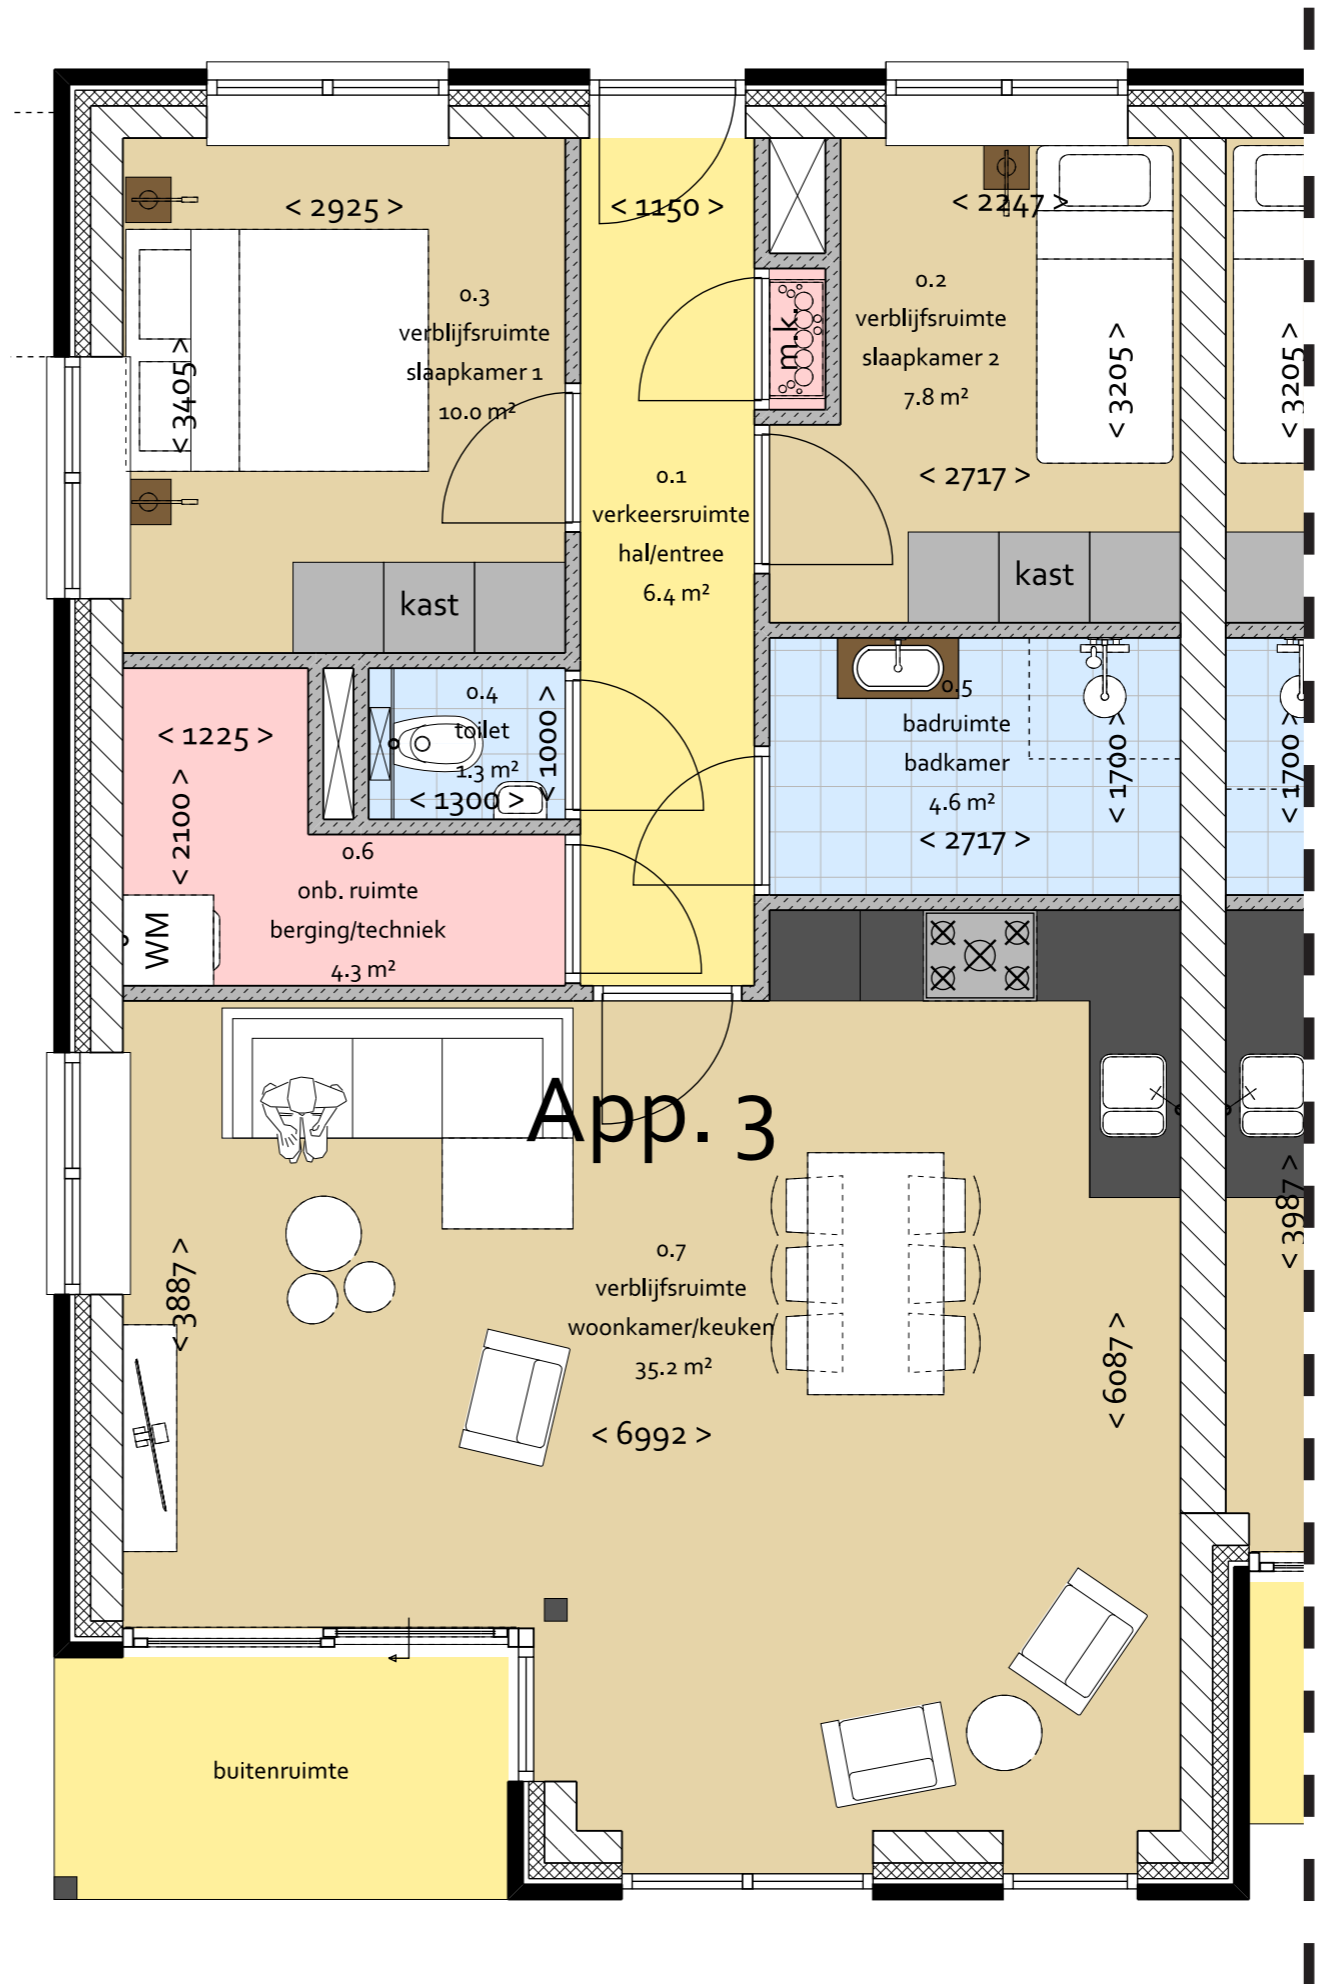 < 2925 >
< 1150 >
< 2247 >
0.3
verblijfsruimte
slaapkamer 1
10.0 m²
< 3405 >
0.2
verblijfsruimte
slaapkamer 2
7.8 m²
m.k.
< 3205 >
< 3205 >
< 2717 >
0.1
verkeersruimte
hal/entree
6.4 m²
kast
kast
0.4
toilet
1.3 m²
< 1300 >
< 1000 >
< 1225 >
< 2100 >
0.5
badruimte
badkamer
4.6 m²
< 2717 >
< 1700 >
< 1700 >
0.6
onb. ruimte
berging/techniek
4.3 m²
WM
App. 3
0.7
verblijfsruimte
woonkamer/keuken
35.2 m²
< 6992 >
< 3887 >
< 6087 >
< 3987 >
buitenruimte